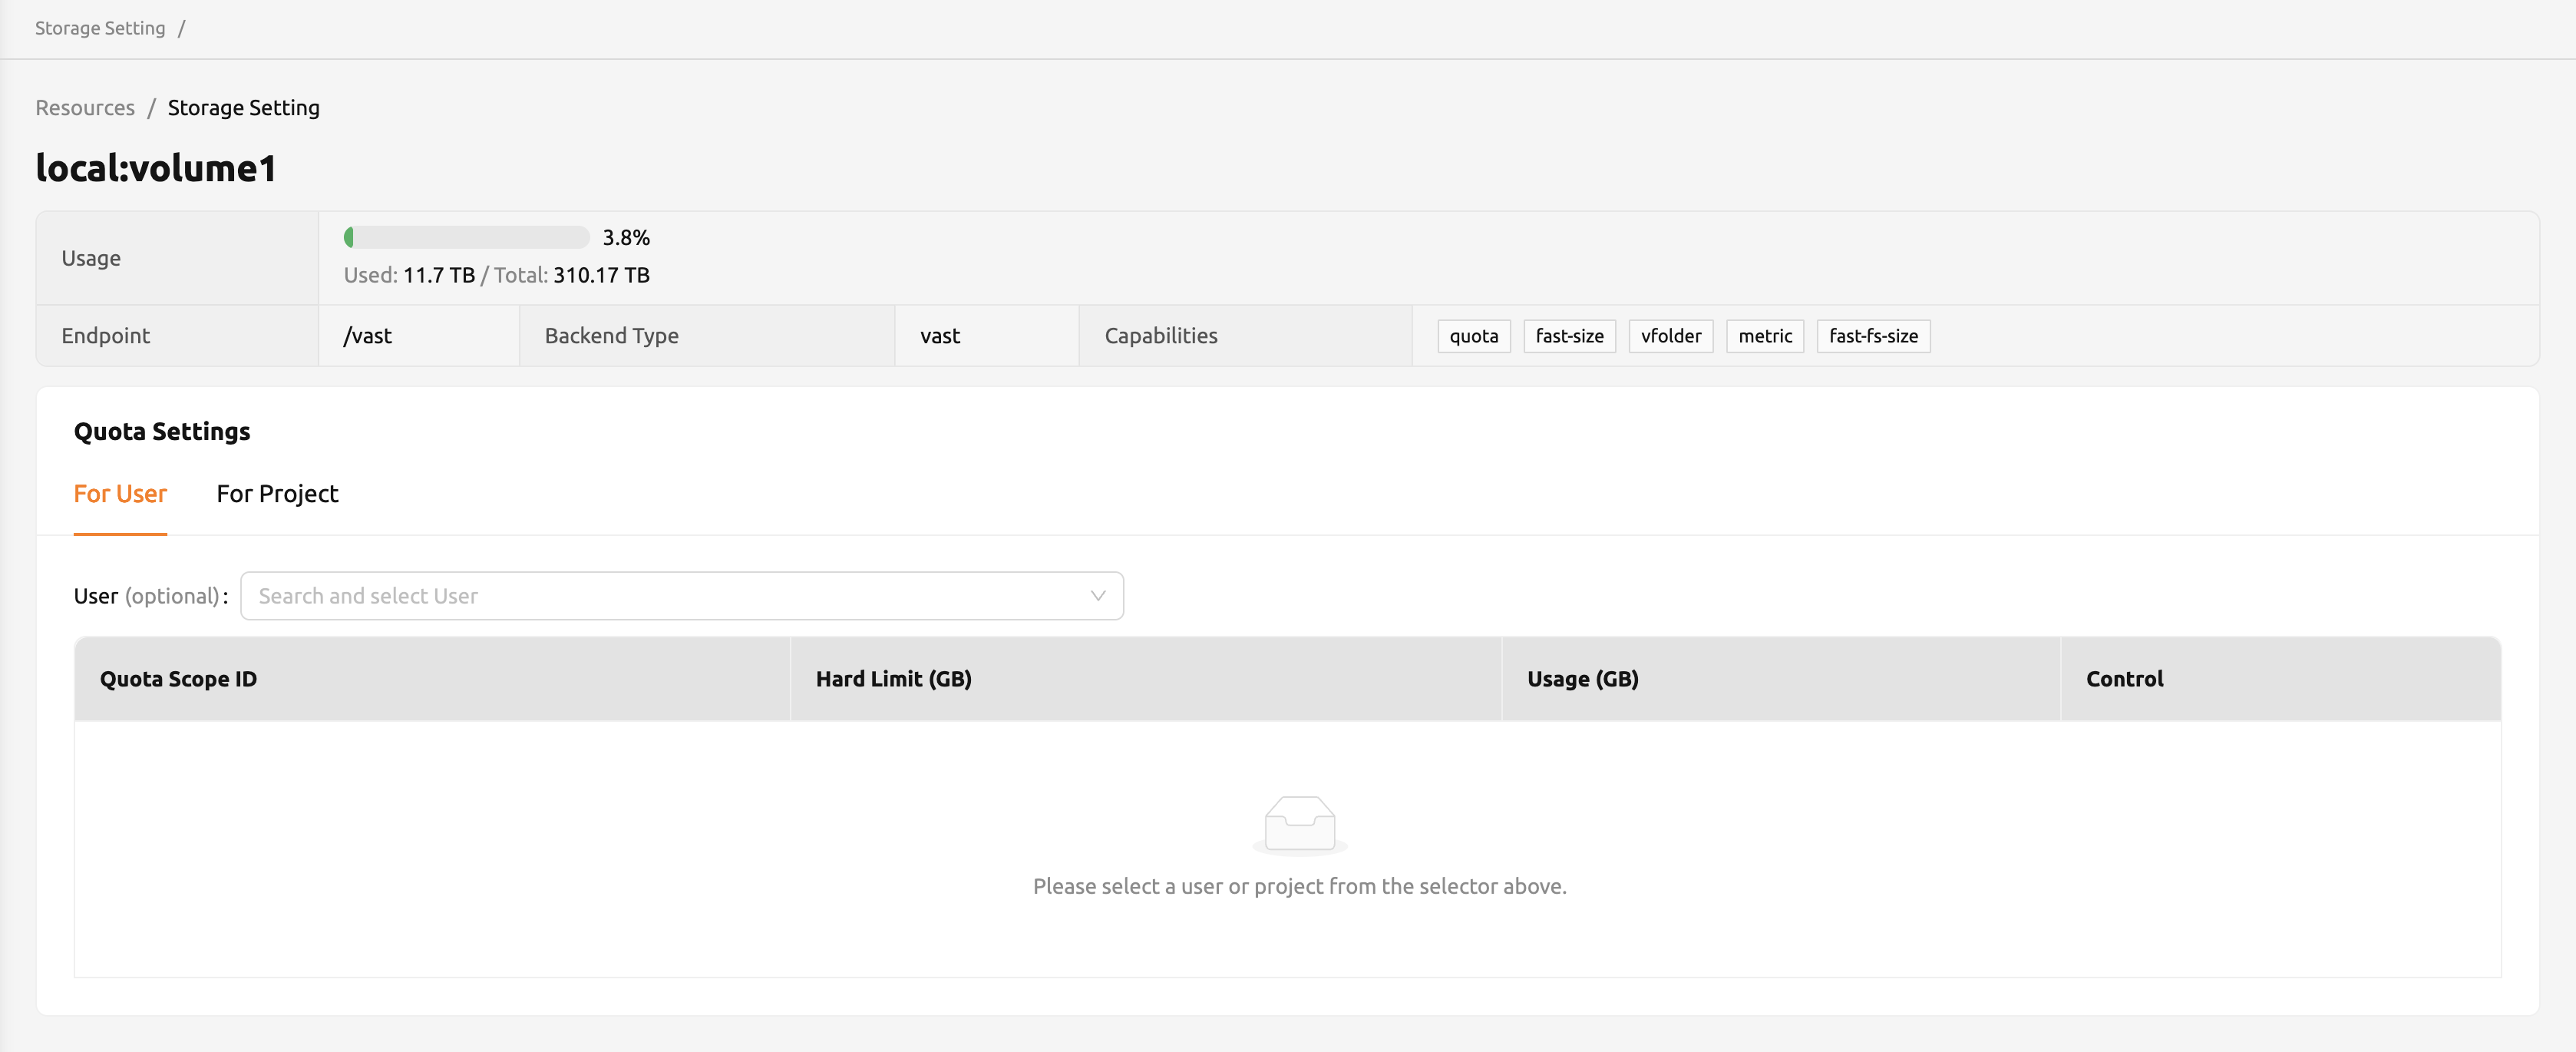 Storage Setting /
Resources / Storage Setting
local:volume1
Usage
3.8%
Used: 11.7 TB / Total: 310.17 TB
Endpoint /vast Backend Type vast Capabilities quota fast-size vfolder metric fast-fs-size
Quota Settings
For User For Project
User (optional) : Search and select User
Quota Scope ID Hard Limit (GB) Usage (GB) Control
Please select a user or project from the selector above.